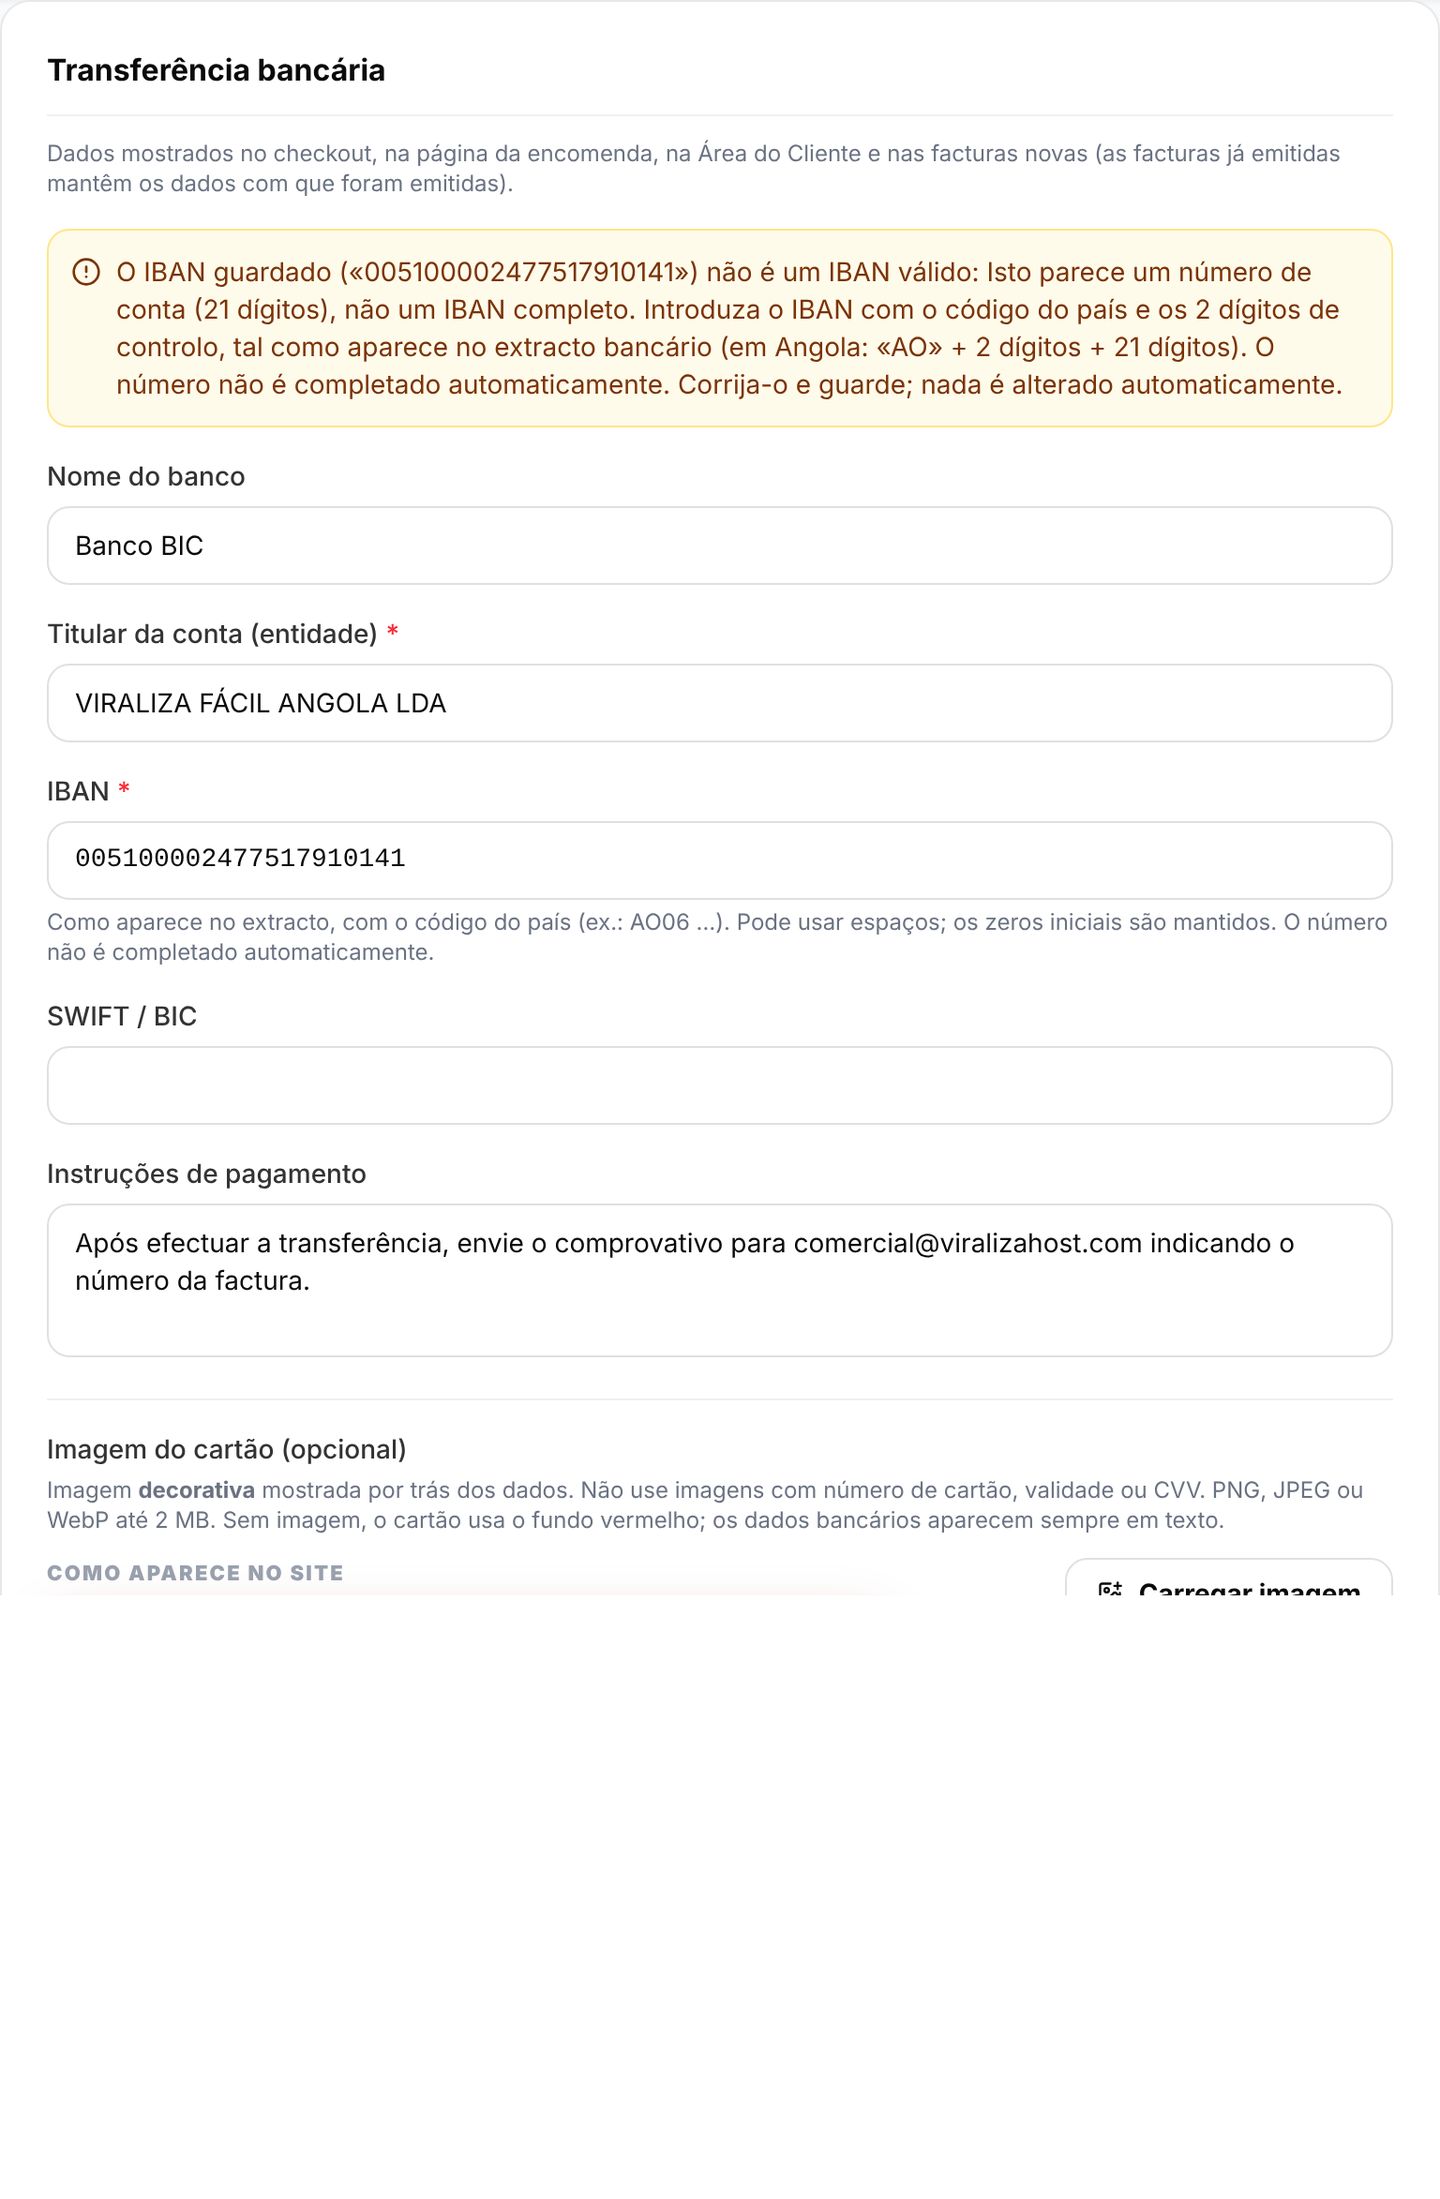 Transferência bancária
Dados mostrados no checkout, na página da encomenda, na Área do Cliente e nas facturas novas (as facturas já emitidas
mantêm os dados com que foram emitidas).
O IBAN guardado («005100002477517910141») não é um IBAN válido: Isto parece um número de
conta (21 dígitos), não um IBAN completo. Introduza o IBAN com o código do país e os 2 dígitos de
controlo, tal como aparece no extracto bancário (em Angola: «AO» + 2 dígitos + 21 dígitos). O
número não é completado automaticamente. Corrija-o e guarde; nada é alterado automaticamente.
Nome do banco
Banco BIC
Titular da conta (entidade) *
VIRALIZA FÁCIL ANGOLA LDA
IBAN *
005100002477517910141
Como aparece no extracto, com o código do país (ex.: AO06 ...). Pode usar espaços; os zeros iniciais são mantidos. O número
não é completado automaticamente.
SWIFT / BIC
Instruções de pagamento
Após efectuar a transferência, envie o comprovativo para comercial@viralizahost.com indicando o
número da factura.
Imagem do cartão (opcional)
Imagem decorativa mostrada por trás dos dados. Não use imagens com número de cartão, validade ou CVV. PNG, JPEG ou
WebP até 2 MB. Sem imagem, o cartão usa o fundo vermelho; os dados bancários aparecem sempre em texto.
COMO APARECE NO SITE
Carregar imagem